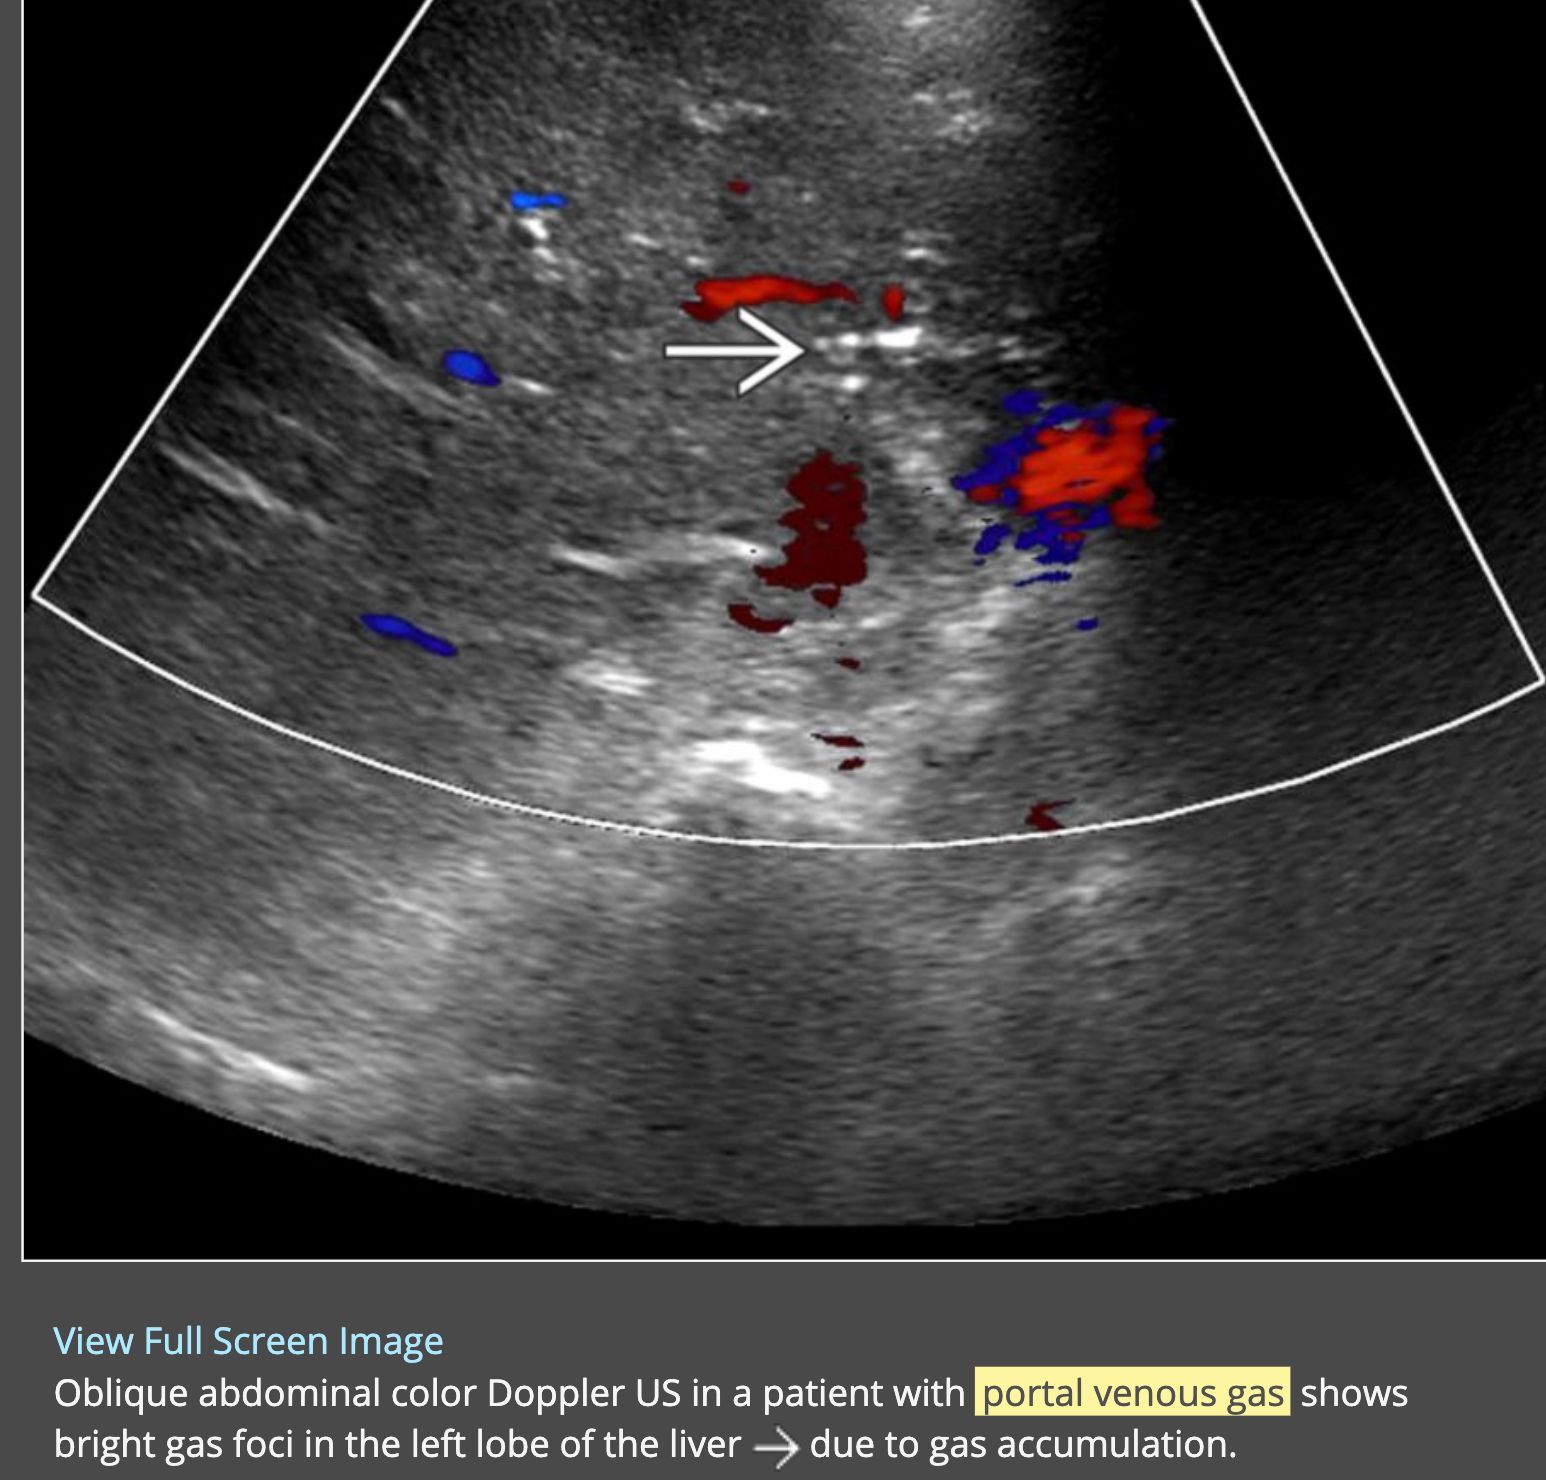 View Full Screen Image
Oblique abdominal color Doppler US in a patient with portal venous gas shows
bright gas foci in the left lobe of the liver → due to gas accumulation.